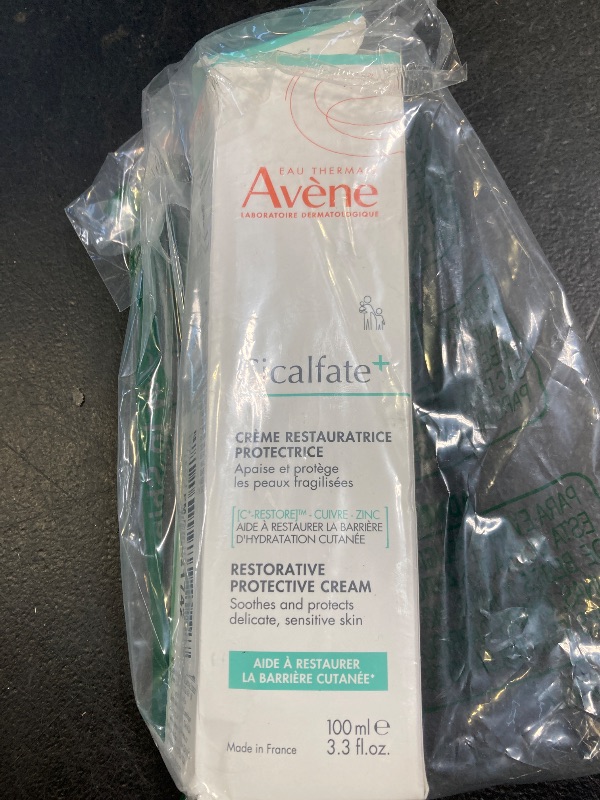 EAU THERMALE
Avène
LABORATOIRE DERMATOLOGIQUE
Cicalfate+
CRÈME RESTAURATRICE
PROTECTRICE
Apaise et protège
les peaux fragilisées
[C+-RESTORE]™ - CUIVRE - ZINC
AIDE À RESTAURER LA BARRIÈRE
D'HYDRATATION CUTANÉE
RESTORATIVE
PROTECTIVE CREAM
Soothes and protects
delicate, sensitive skin
AIDE À RESTAURER
LA BARRIÈRE CUTANÉE*
100 ml e
Made in France
3.3 fl.oz.